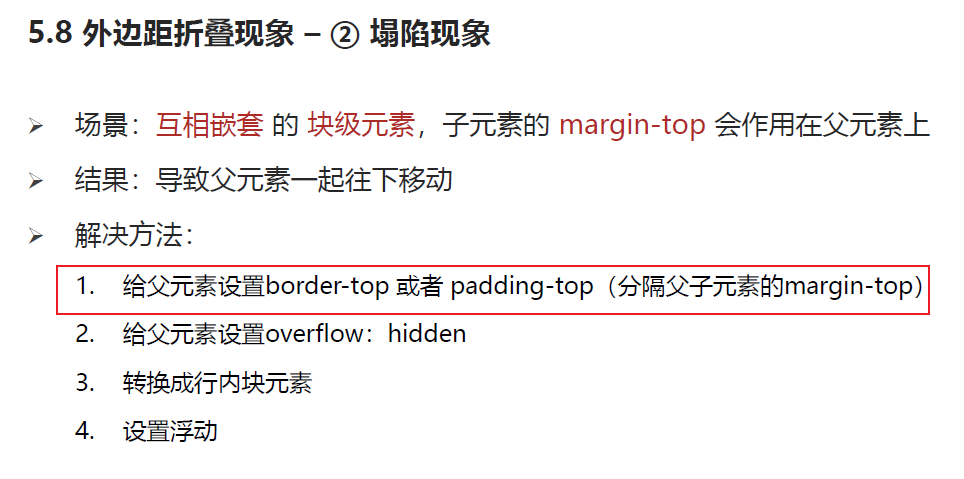 5.8 外边距折叠现象 – ② 塌陷现象
➢ 场景：互相嵌套 的 块级元素，子元素的 margin-top 会作用在父元素上
➢ 结果：导致父元素一起往下移动
➢ 解决方法：
1. 给父元素设置border-top 或者 padding-top（分隔父子元素的margin-top）
2. 给父元素设置overflow：hidden
3. 转换成行内块元素
4. 设置浮动